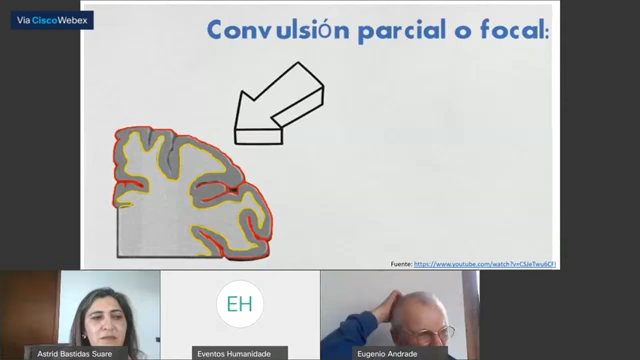 Via CiscoWebex
Convulsión parcial o focal:
Fuente: https://www.youtube.com/watch?v=CSJeTwu6CFI
EH
Astrid Bastidas Suare
Eventos Humanidade
Eugenio Andrade